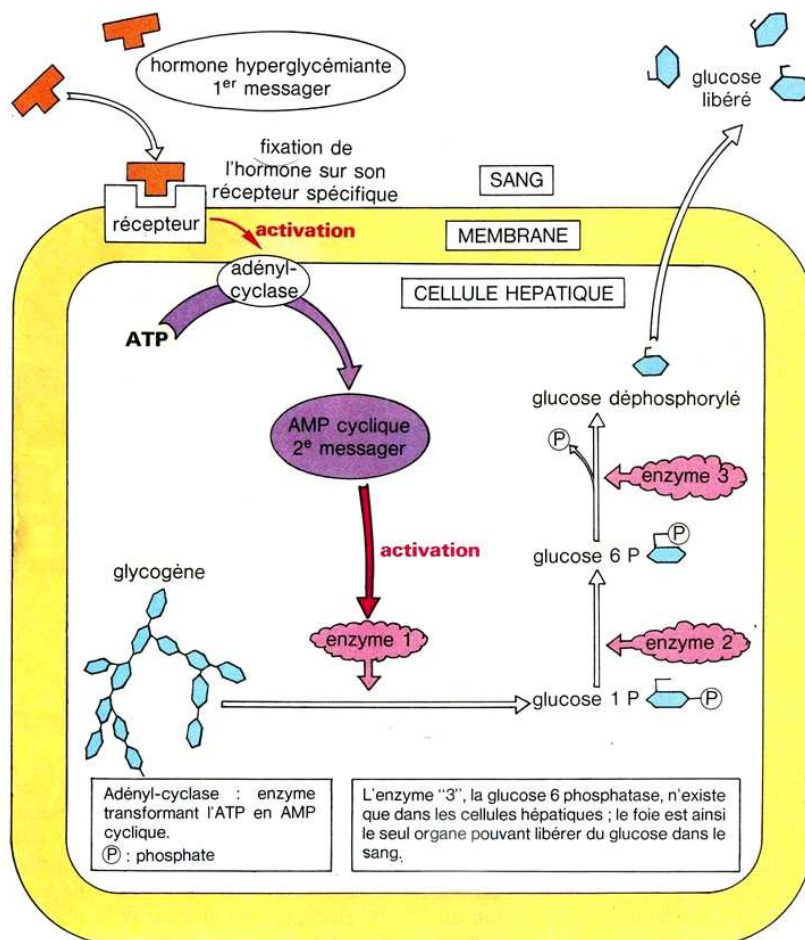 hormone hyperglycémiante
1er messager
glucose
libéré
fixation de
l'hormone sur son
récepteur spécifique
SANG
récepteur
activation
MEMBRANE
adényl-
cyclase
CELLULE HEPATIQUE
ATP
glucose déphosphorylé
AMP cyclique
2e messager
P
enzyme 3
activation
P
glucose 6 P
glycogène
enzyme 1
enzyme 2
glucose 1 P
P
Adényl-cyclase : enzyme
transformant l'ATP en AMP
cyclique.
P : phosphate
L'enzyme "3", la glucose 6 phosphatase, n'existe
que dans les cellules hépatiques ; le foie est ainsi
le seul organe pouvant libérer du glucose dans le
sang.